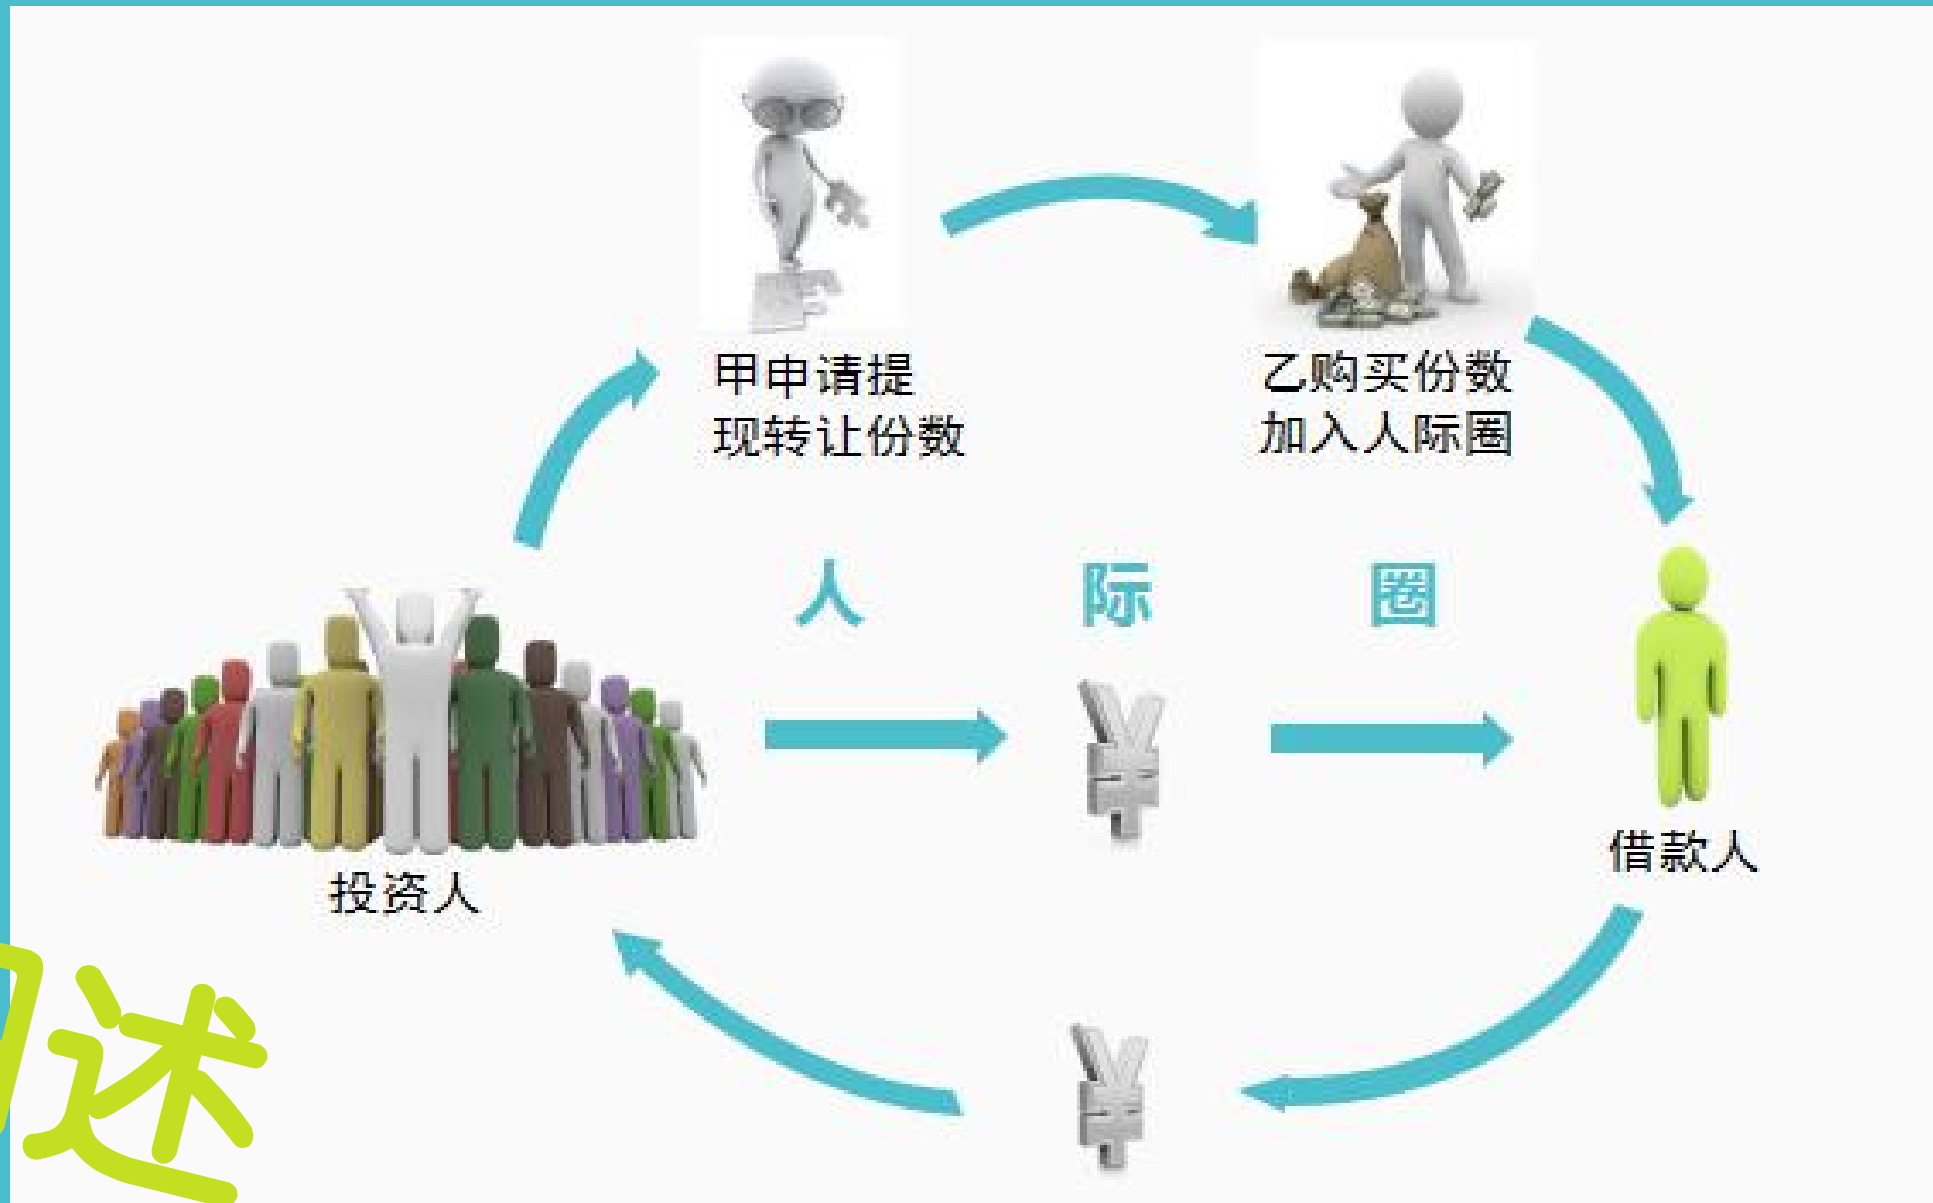 甲申请提
现转让份数
乙购买份数
加入人际圈
人 际 圈
投资人
借款人
述